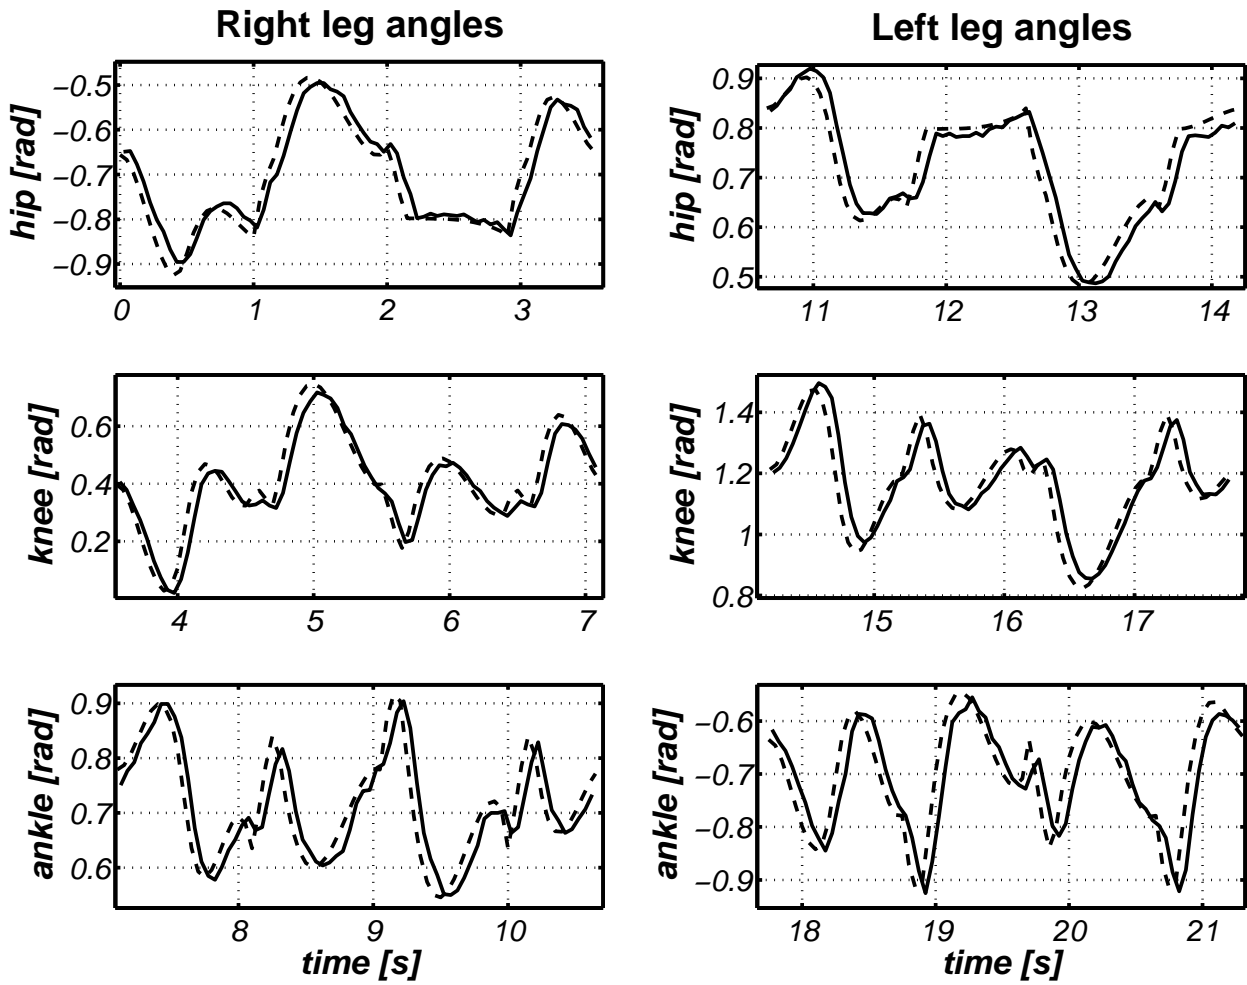 Right leg angles
Left leg angles
hip [rad]
−0.5
−0.6
−0.7
−0.8
−0.9
0 1 2 3
hip [rad]
0.9
0.8
0.7
0.6
0.5
11 12 13 14
knee [rad]
0.6
0.4
0.2
4 5 6 7
knee [rad]
1.4
1.2
1
0.8
15 16 17
ankle [rad]
0.9
0.8
0.7
0.6
8 9 10
time [s]
ankle [rad]
−0.6
−0.7
−0.8
−0.9
18 19 20 21
time [s]